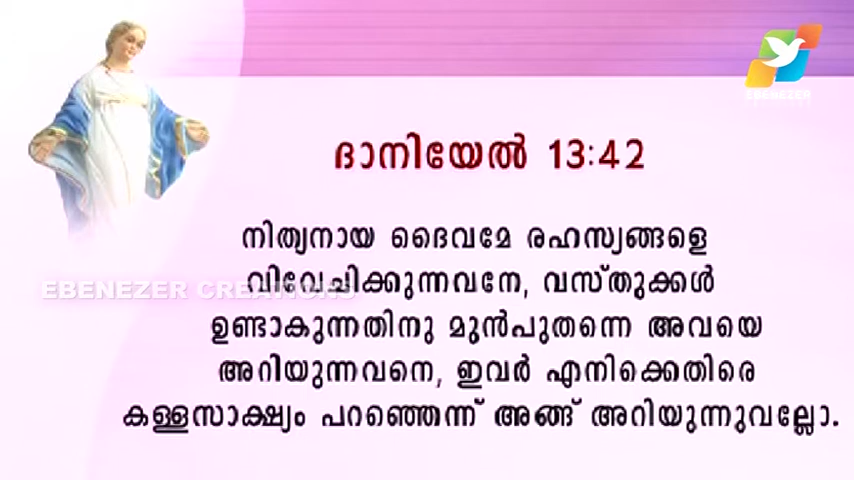 EBENEZER
ദാനിയേൽ 13:42
നിത്യനായ ദൈവമേ രഹസ്യങ്ങളെ
വിവേചിക്കുന്നവനേ, വസ്തുക്കൾ
EBENEZER CREATIONS
ഉണ്ടാകുന്നതിനു മുൻപുതന്നെ അവയെ
അറിയുന്നവനെ, ഇവർ എനിക്കെതിരെ
കള്ളസാക്ഷ്യം പറഞ്ഞെന്ന് അങ്ങ് അറിയുന്നുവല്ലോ.